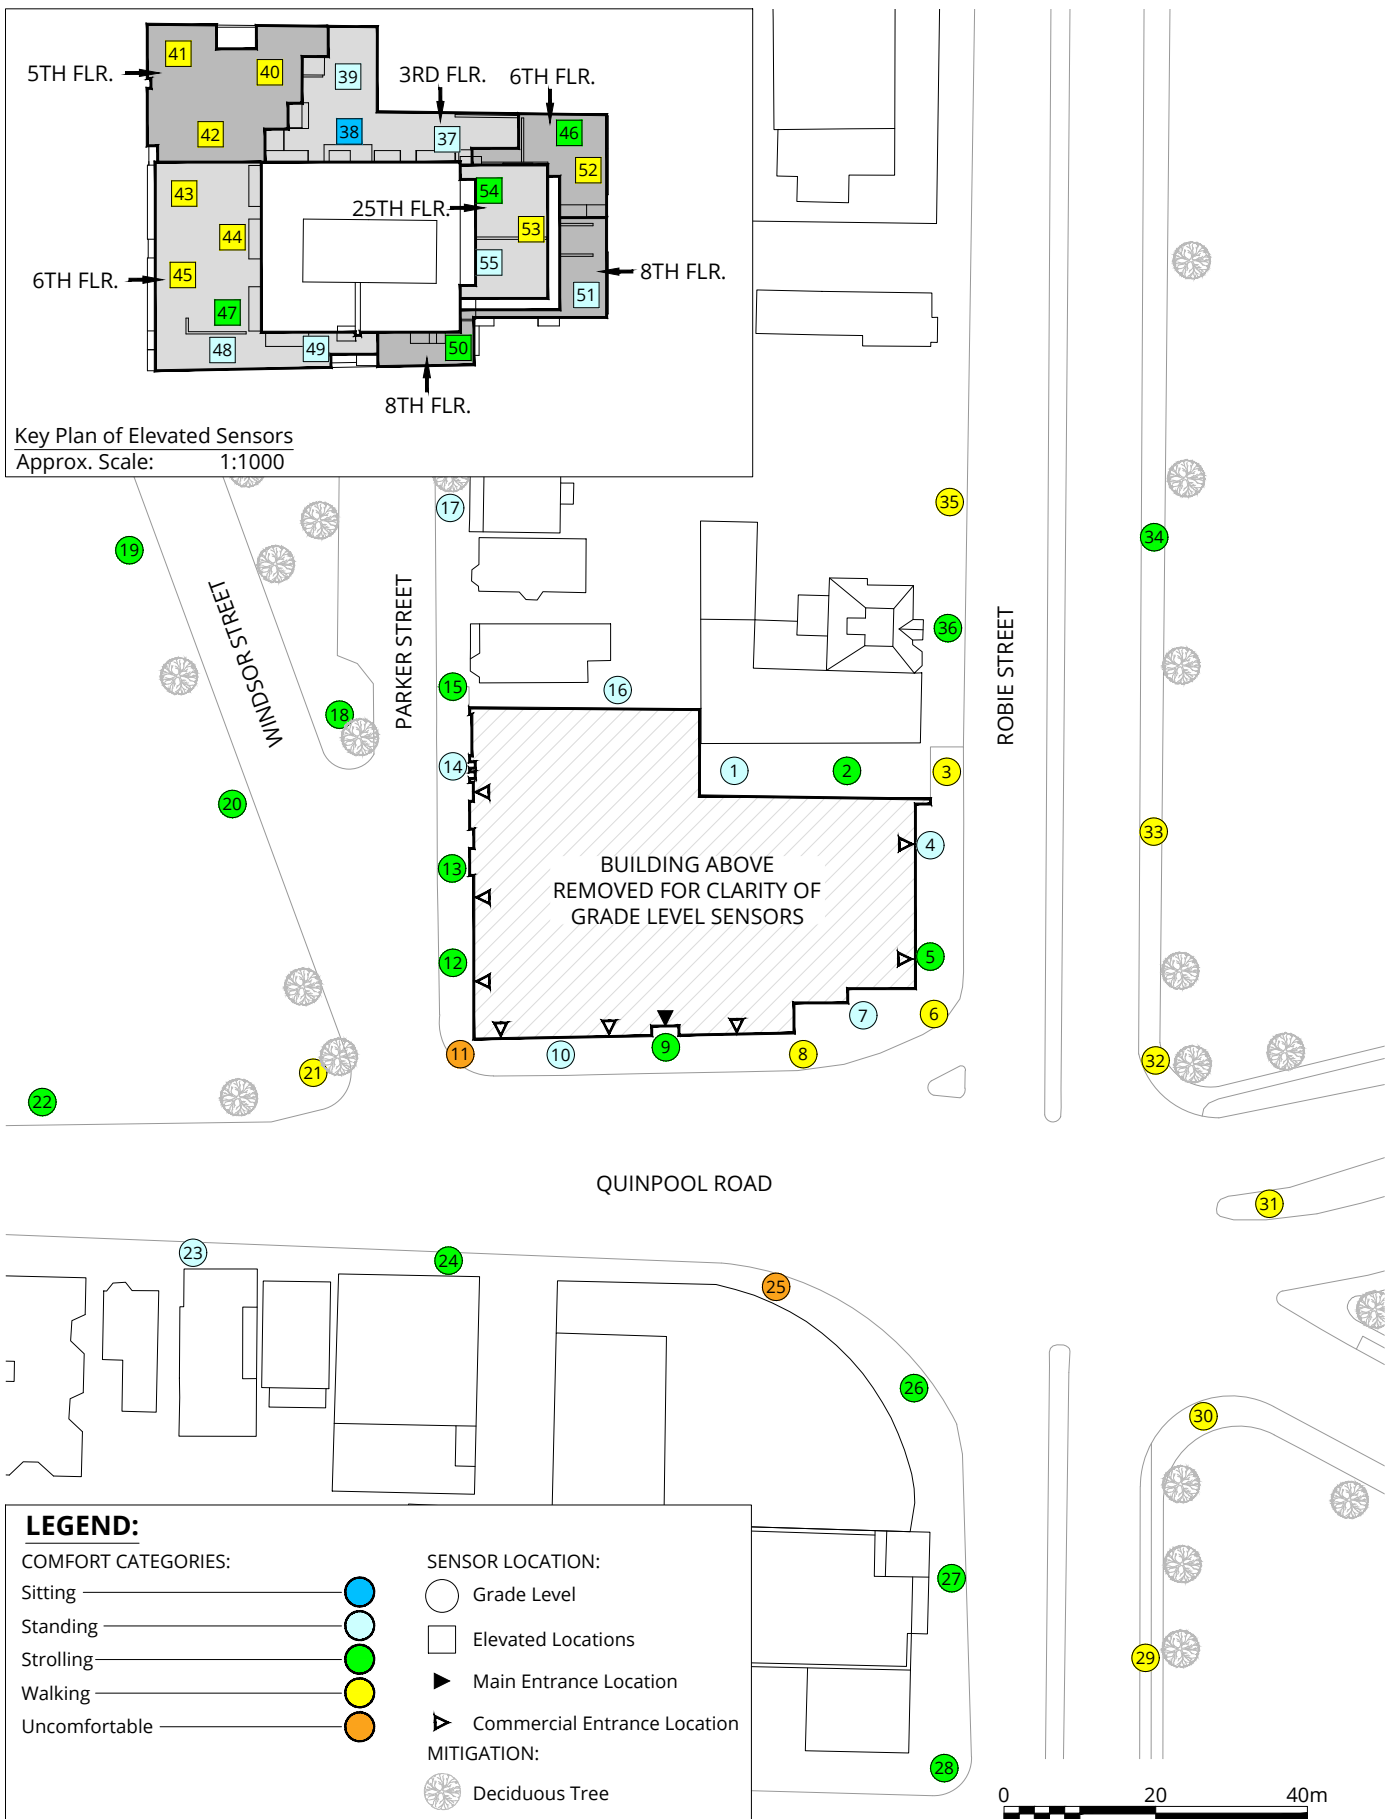 41
40
39
5TH FLR.
3RD FLR.
6TH FLR.
42
38
37
46
52
43
54
25TH FLR.
44
53
45
55
6TH FLR.
8TH FLR.
51
47
48
49
50
8TH FLR.
Key Plan of Elevated Sensors
Approx. Scale: 1:1000
17
35
19
34
WINDSOR STREET
PARKER STREET
ROBIE STREET
36
15
16
18
14
1
2
3
20
33
4
13
BUILDING ABOVE
REMOVED FOR CLARITY OF
GRADE LEVEL SENSORS
12
5
7
6
11
10
9
8
32
21
22
QUINPOOL ROAD
31
23
24
25
26
30
27
29
28
LEGEND:
COMFORT CATEGORIES:
Sitting
Standing
Strolling
Walking
Uncomfortable
SENSOR LOCATION:
Grade Level
Elevated Locations
Main Entrance Location
Commercial Entrance Location
MITIGATION:
Deciduous Tree
0 20 40m